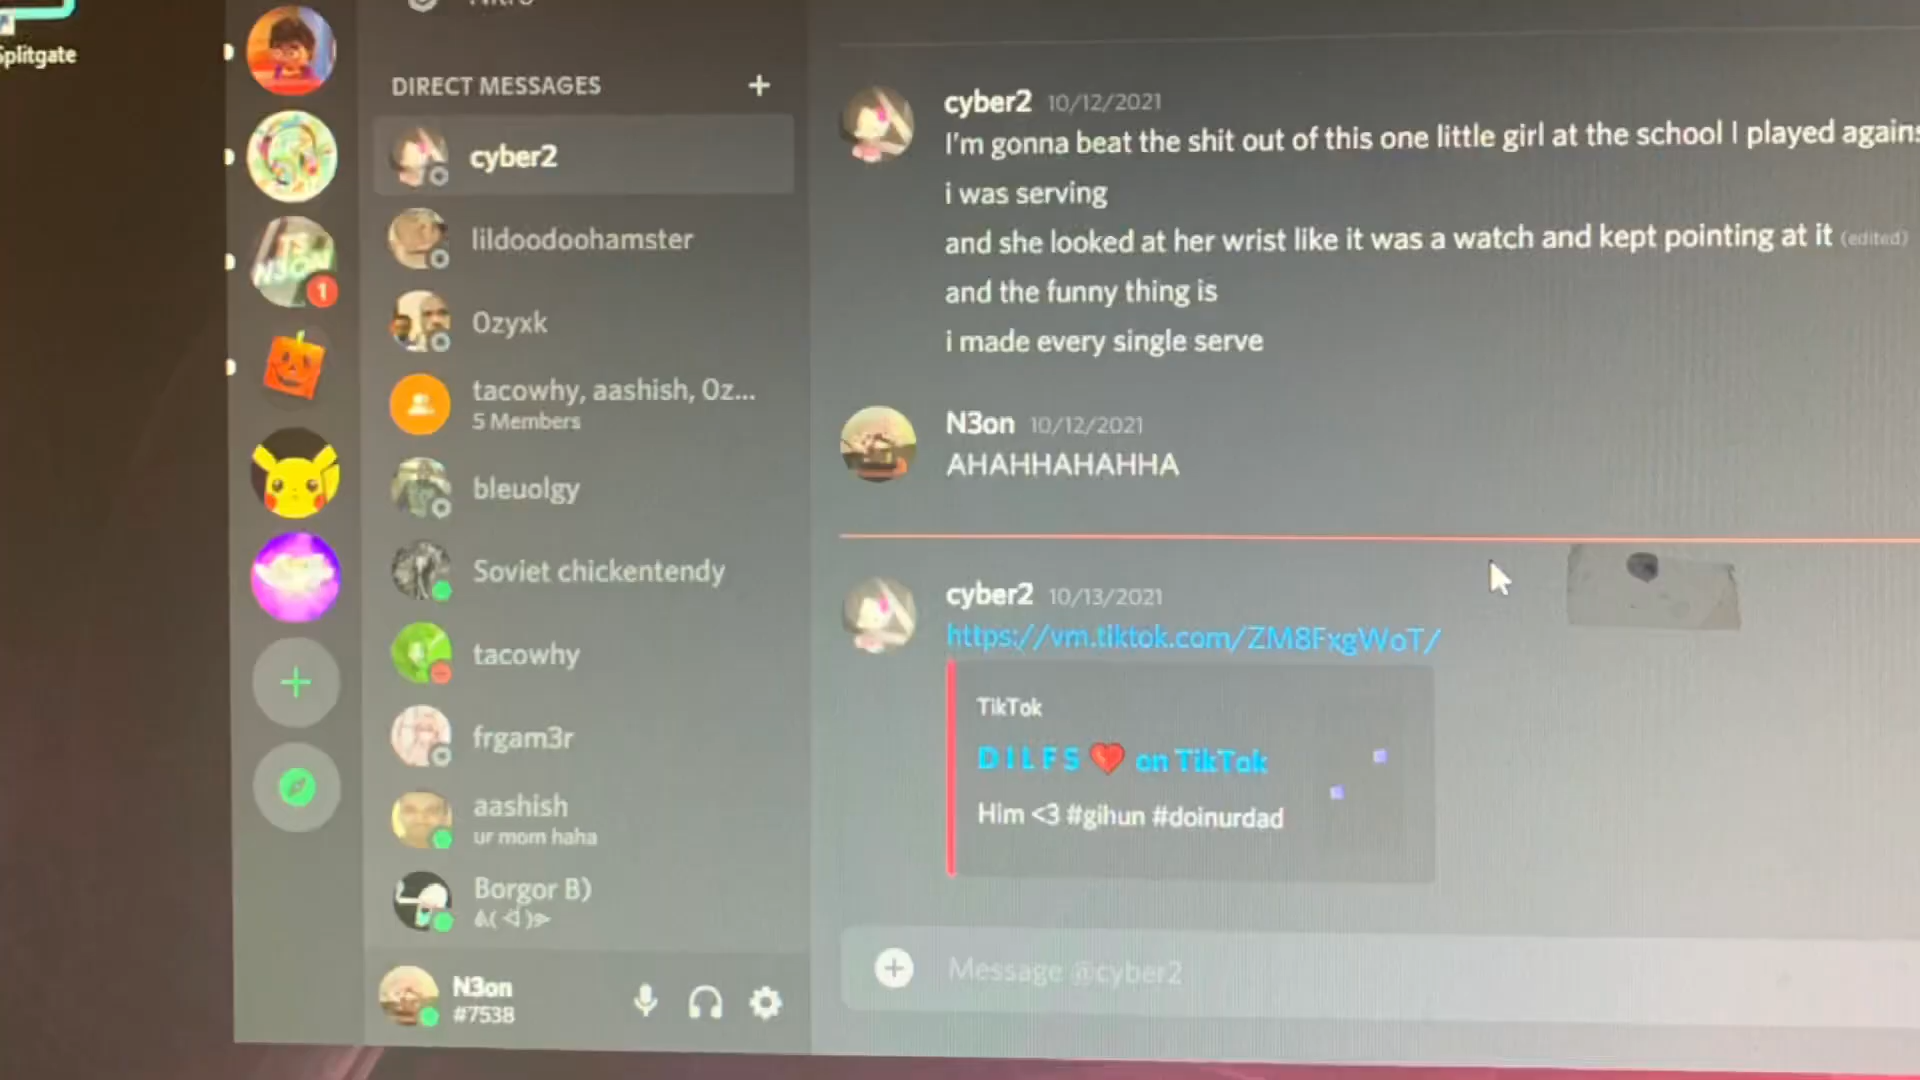 Splitgate
Nitro
DIRECT MESSAGES
cyber2
lildoodoohamster
Ozyxk
tacowhy, aashish, Oz...
5 Members
bleuolgy
Soviet chickentendy
tacowhy
frgam3r
aashish
ur mom haha
Borgor B)
N3on
#7538
N3ON
1
cyber2 10/12/2021
I'm gonna beat the shit out of this one little girl at the school I played agains
i was serving
and she looked at her wrist like it was a watch and kept pointing at it (edited)
and the funny thing is
i made every single serve
N3on 10/12/2021
AHAHHAHAHHA
cyber2 10/13/2021
https://vm.tiktok.com/ZM8FxgWoT/
TikTok
D I L F S ❤️ on TikTok
Him <3 #gihun #doinurdad
Message @cyber2